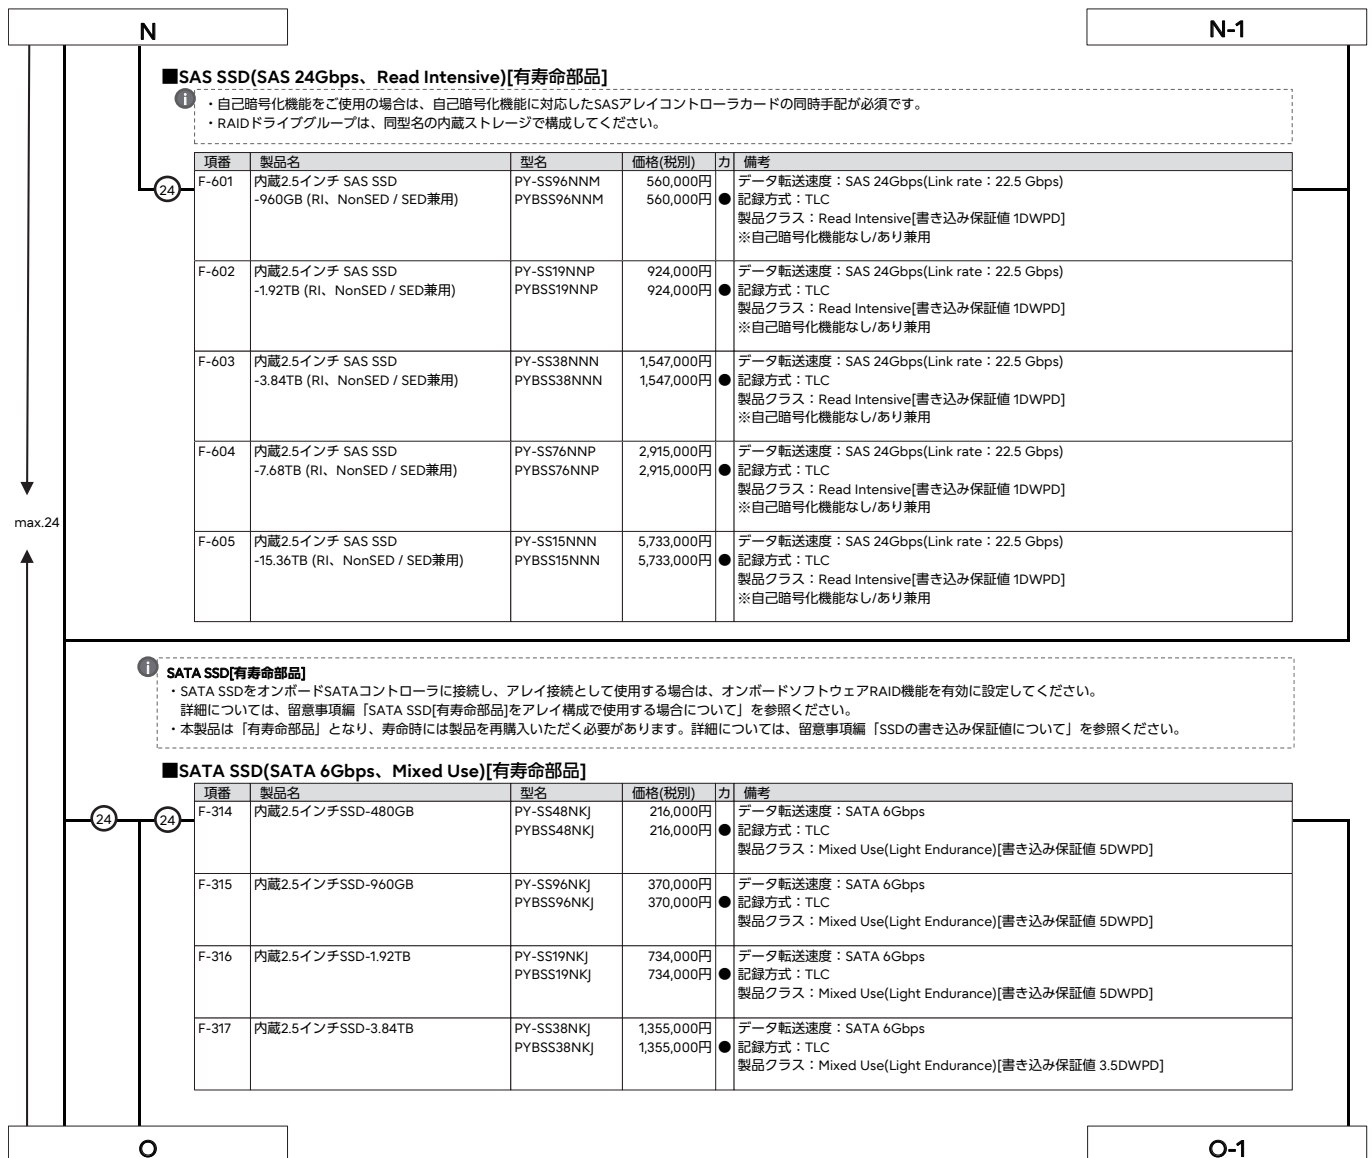 N
N-1
■SAS SSD(SAS 24Gbps、Read Intensive)[有寿命部品]
i
・自己暗号化機能をご使用の場合は、自己暗号化機能に対応したSASアレイコントローラカードの同時手配が必須です。
・RAIDドライブグループは、同型名の内蔵ストレージで構成してください。
項番 製品名 型名 価格(税別) カ 備考
24
F-601 内蔵2.5インチ SAS SSD PY-SS96NNM 560,000円 データ転送速度：SAS 24Gbps(Link rate：22.5 Gbps)
-960GB (RI、NonSED / SED兼用) PYBSS96NNM 560,000円 ● 記録方式：TLC
製品クラス：Read Intensive[書き込み保証値 1DWPD]
※自己暗号化機能なし/あり兼用
F-602 内蔵2.5インチ SAS SSD PY-SS19NNP 924,000円 データ転送速度：SAS 24Gbps(Link rate：22.5 Gbps)
-1.92TB (RI、NonSED / SED兼用) PYBSS19NNP 924,000円 ● 記録方式：TLC
製品クラス：Read Intensive[書き込み保証値 1DWPD]
※自己暗号化機能なし/あり兼用
F-603 内蔵2.5インチ SAS SSD PY-SS38NNN 1,547,000円 データ転送速度：SAS 24Gbps(Link rate：22.5 Gbps)
-3.84TB (RI、NonSED / SED兼用) PYBSS38NNN 1,547,000円 ● 記録方式：TLC
製品クラス：Read Intensive[書き込み保証値 1DWPD]
※自己暗号化機能なし/あり兼用
F-604 内蔵2.5インチ SAS SSD PY-SS76NNP 2,915,000円 データ転送速度：SAS 24Gbps(Link rate：22.5 Gbps)
-7.68TB (RI、NonSED / SED兼用) PYBSS76NNP 2,915,000円 ● 記録方式：TLC
製品クラス：Read Intensive[書き込み保証値 1DWPD]
※自己暗号化機能なし/あり兼用
max.24
F-605 内蔵2.5インチ SAS SSD PY-SS15NNN 5,733,000円 データ転送速度：SAS 24Gbps(Link rate：22.5 Gbps)
-15.36TB (RI、NonSED / SED兼用) PYBSS15NNN 5,733,000円 ● 記録方式：TLC
製品クラス：Read Intensive[書き込み保証値 1DWPD]
※自己暗号化機能なし/あり兼用
i
SATA SSD[有寿命部品]
・SATA SSDをオンボードSATAコントローラに接続し、アレイ接続として使用する場合は、オンボードソフトウェアRAID機能を有効に設定してください。
詳細については、留意事項編「SATA SSD[有寿命部品]をアレイ構成で使用する場合について」を参照ください。
・本製品は「有寿命部品」となり、寿命時には製品を再購入いただく必要があります。詳細については、留意事項編「SSDの書き込み保証値について」を参照ください。
■SATA SSD(SATA 6Gbps、Mixed Use)[有寿命部品]
項番 製品名 型名 価格(税別) カ 備考
24 24
F-314 内蔵2.5インチSSD-480GB PY-SS48NKJ 216,000円 データ転送速度：SATA 6Gbps
PYBSS48NKJ 216,000円 ● 記録方式：TLC
製品クラス：Mixed Use(Light Endurance)[書き込み保証値 5DWPD]
F-315 内蔵2.5インチSSD-960GB PY-SS96NKJ 370,000円 データ転送速度：SATA 6Gbps
PYBSS96NKJ 370,000円 ● 記録方式：TLC
製品クラス：Mixed Use(Light Endurance)[書き込み保証値 5DWPD]
F-316 内蔵2.5インチSSD-1.92TB PY-SS19NKJ 734,000円 データ転送速度：SATA 6Gbps
PYBSS19NKJ 734,000円 ● 記録方式：TLC
製品クラス：Mixed Use(Light Endurance)[書き込み保証値 5DWPD]
F-317 内蔵2.5インチSSD-3.84TB PY-SS38NKJ 1,355,000円 データ転送速度：SATA 6Gbps
PYBSS38NKJ 1,355,000円 ● 記録方式：TLC
製品クラス：Mixed Use(Light Endurance)[書き込み保証値 3.5DWPD]
O
O-1